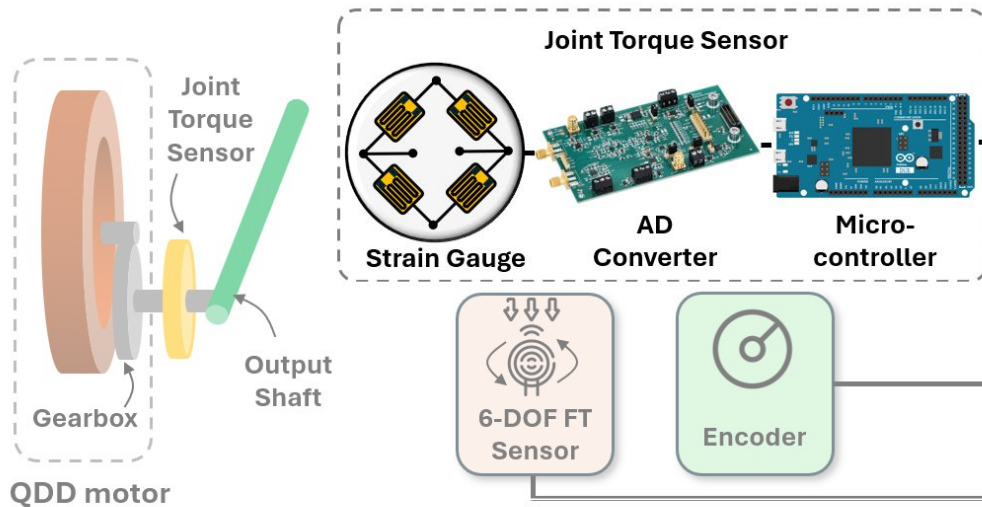 Joint Torque Sensor
Joint
Torque
Sensor
Strain Gauge
AD
Converter
Micro-
controller
Output
Shaft
Gearbox
QDD motor
6-DOF FT
Sensor
Encoder